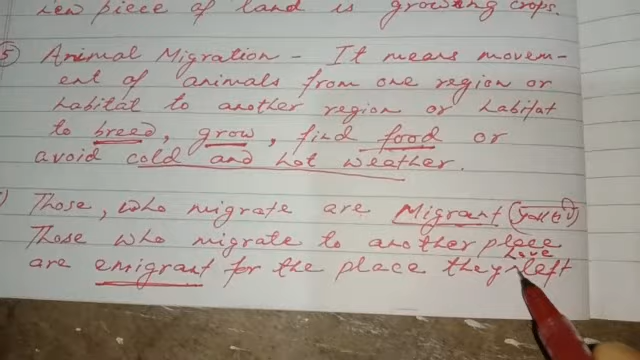 new piece of land is growing crops.
5 Animal Migration - It means movem-
ent of animals from one region or
habitat to another region or habitat
to breed, grow, find food or
avoid cold and hot weather.
Those, who migrate are Migrant
Those who migrate to another place
have
are emigrant for the place they left